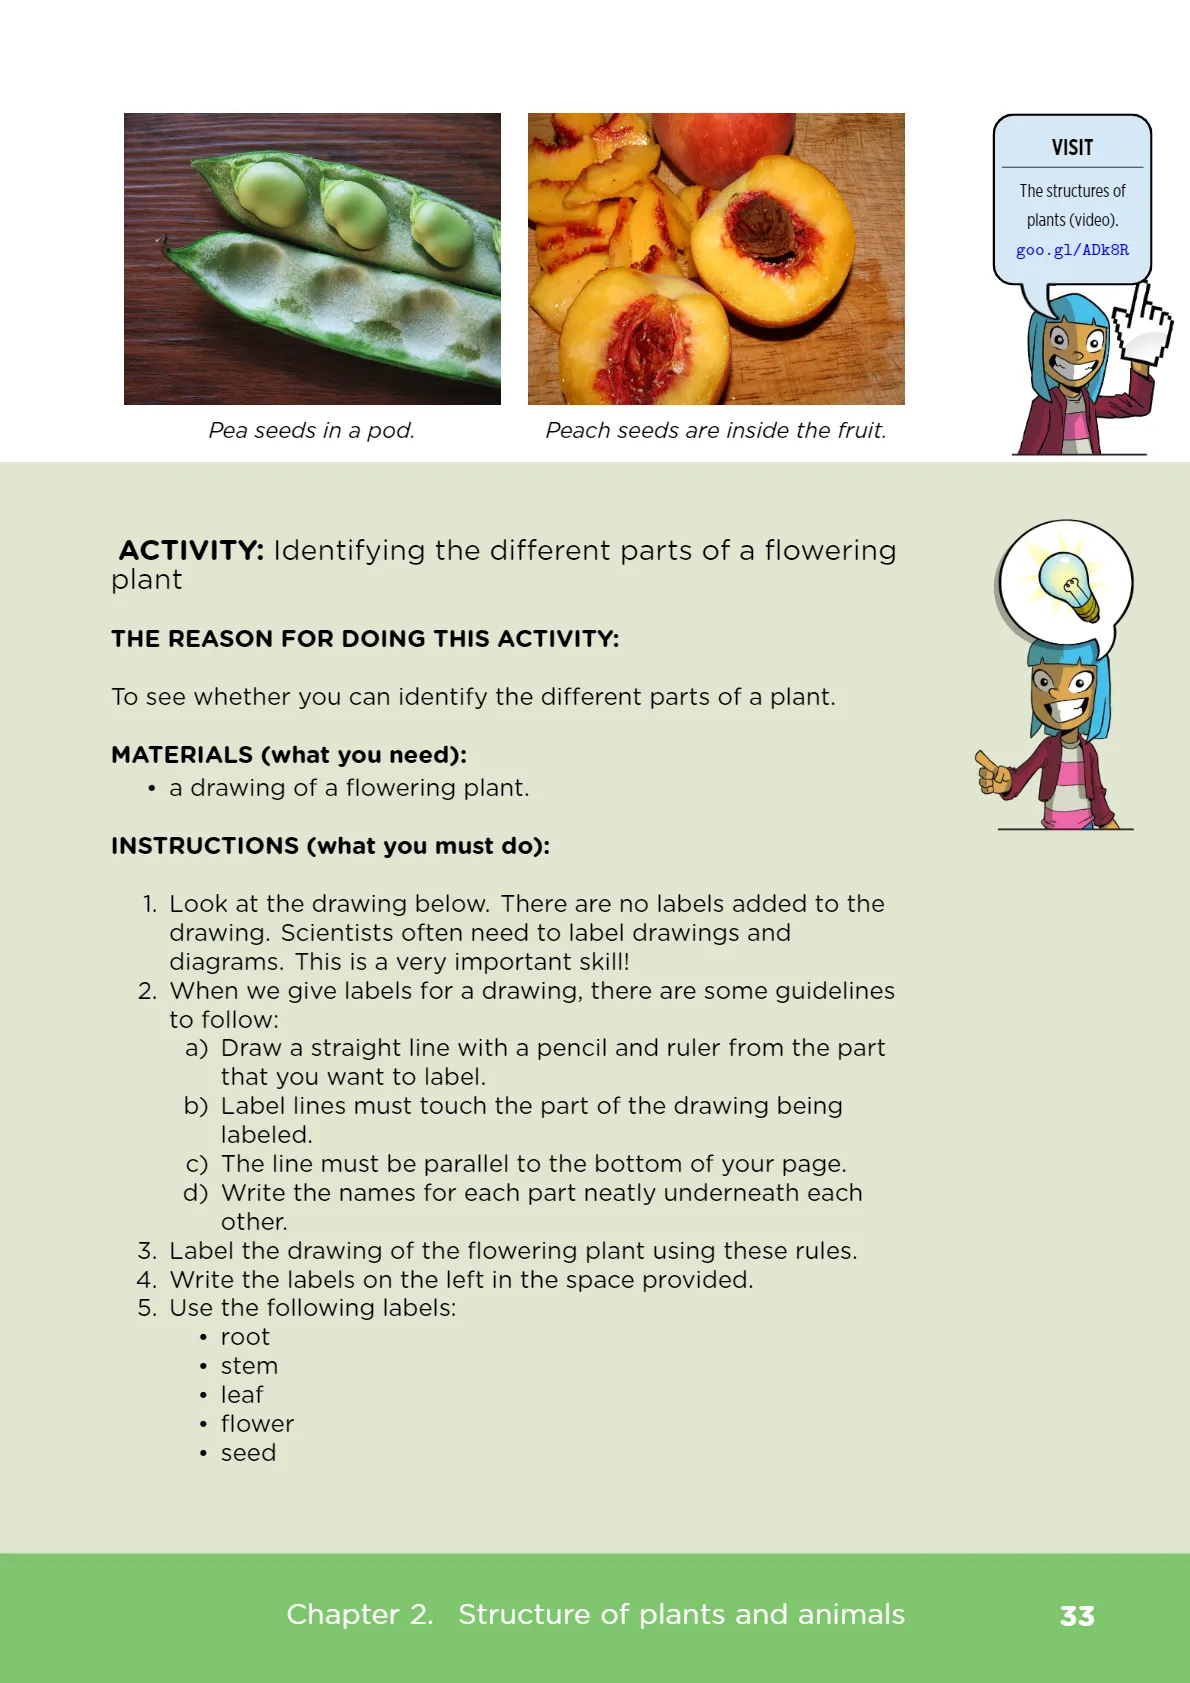 VISIT
The structures of
plants (video).
goo.gl/ADk8R
Pea seeds in a pod.
Peach seeds are inside the fruit.
ACTIVITY: Identifying the different parts of a flowering
plant
THE REASON FOR DOING THIS ACTIVITY:
To see whether you can identify the different parts of a plant.
MATERIALS (what you need):
• a drawing of a flowering plant.
INSTRUCTIONS (what you must do):
1. Look at the drawing below. There are no labels added to the
drawing. Scientists often need to label drawings and
diagrams. This is a very important skill!
2. When we give labels for a drawing, there are some guidelines
to follow:
a) Draw a straight line with a pencil and ruler from the part
that you want to label.
b) Label lines must touch the part of the drawing being
labeled.
c) The line must be parallel to the bottom of your page.
d) Write the names for each part neatly underneath each
other.
3. Label the drawing of the flowering plant using these rules.
4. Write the labels on the left in the space provided.
5. Use the following labels:
• root
• stem
• leaf
• flower
• seed
Chapter 2. Structure of plants and animals
33